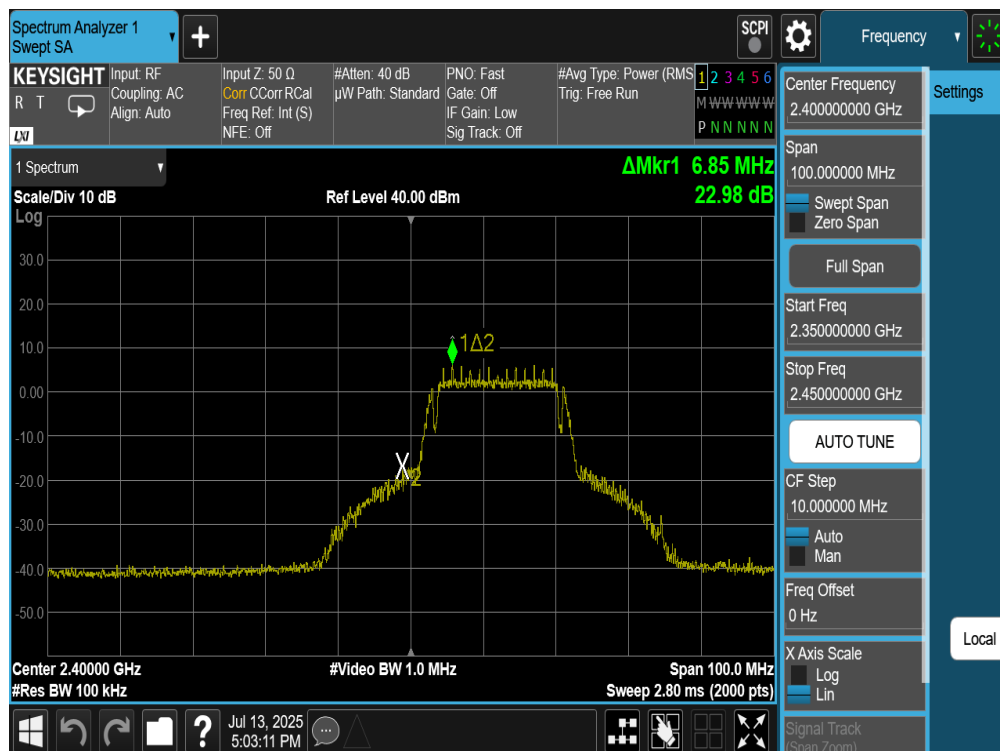 Spectrum Analyzer 1
Swept SA
+
SCPI
Frequency
KEYSIGHT
R T
LXI
Input: RF
Coupling: AC
Align: Auto
Input Z: 50 Ω
Corr CCorr RCal
Freq Ref: Int (S)
NFE: Off
#Atten: 40 dB
µW Path: Standard
PNO: Fast
Gate: Off
IF Gain: Low
Sig Track: Off
#Avg Type: Power (RMS
Trig: Free Run
1 2 3 4 5 6
M W W W W W
P N N N N N
1 Spectrum
Scale/Div 10 dB
Log
Ref Level 40.00 dBm
ΔMkr1 6.85 MHz
22.98 dB
30.0
20.0
10.0
0.00
-10.0
-20.0
-30.0
-40.0
-50.0
1Δ2
X
2
Center 2.40000 GHz
#Res BW 100 kHz
#Video BW 1.0 MHz
Span 100.0 MHz
Sweep 2.80 ms (2000 pts)
Center Frequency
2.400000000 GHz
Span
100.000000 MHz
Swept Span
Zero Span
Full Span
Start Freq
2.350000000 GHz
Stop Freq
2.450000000 GHz
AUTO TUNE
CF Step
10.000000 MHz
Auto
Man
Freq Offset
0 Hz
X Axis Scale
Log
Lin
Signal Track
(Span Zoom)
Settings
Local
?
Jul 13, 2025
5:03:11 PM